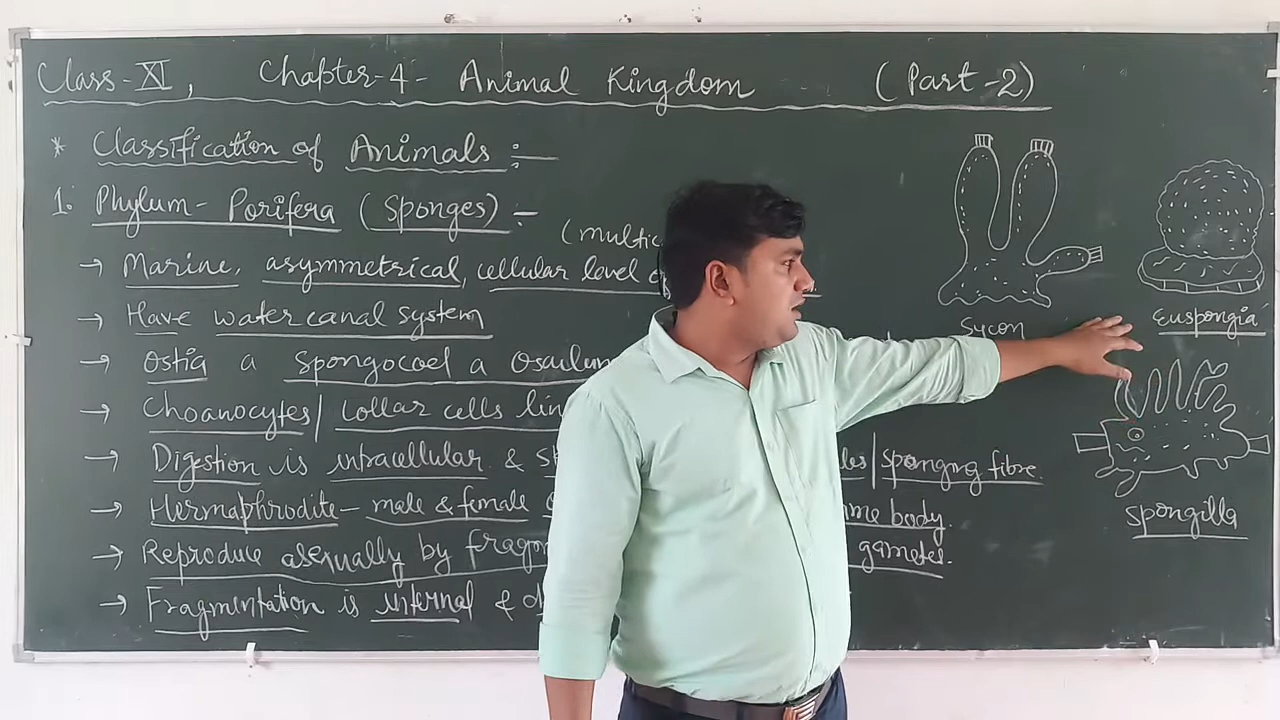 Class-XI, Chapter-4- Animal Kingdom (Part-2)
* Classification of Animals :-
1. Phylum- Porifera (Sponges) -
(multic
→ Marine, asymmetrical, cellular level
→ Have water canal system
→ Ostia a spongocoel a Osculum
→ Choanocytes/ Collar cells lin
→ Digestion is intracellular & les/sponging fibre.
→ Hermaphrodite- male & female me body.
→ Reproduce asexually by fragm gametes.
→ Fragmentation is internal & d
Sycon
Euspongia
Spongilla